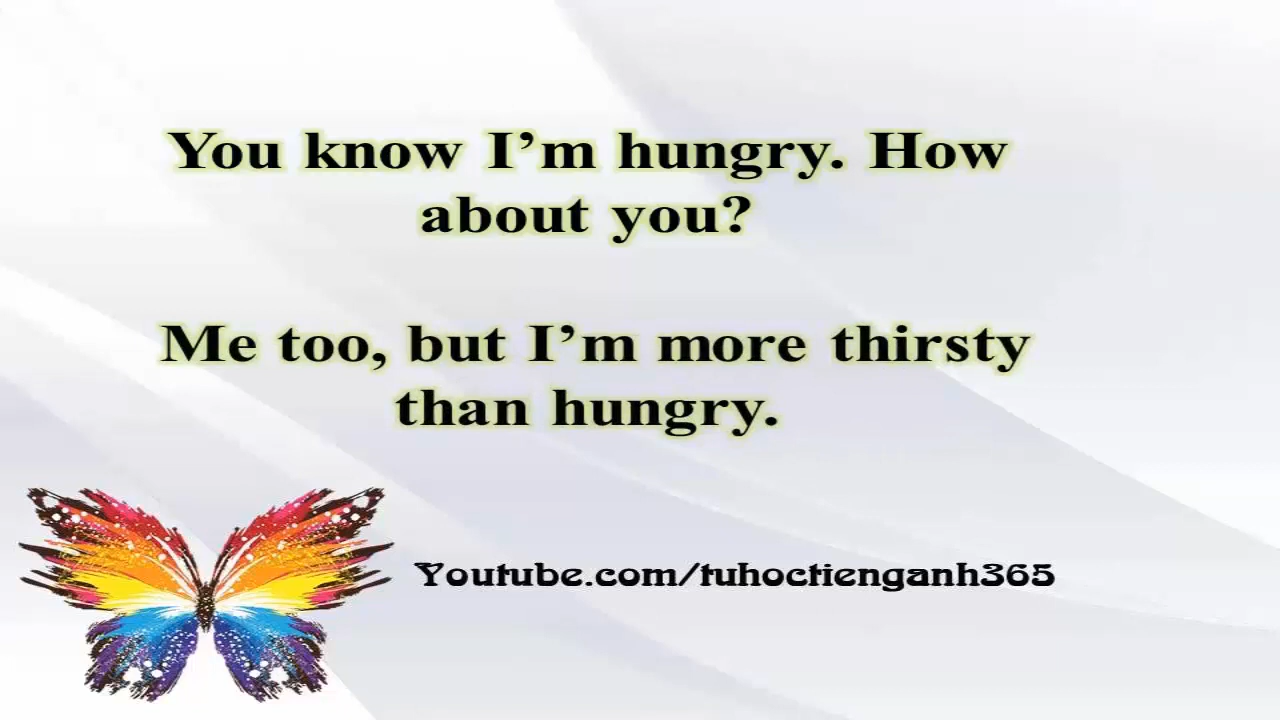 You know I’m hungry. How
about you?
Me too, but I’m more thirsty
than hungry.
Youtube.com/tuhoctienganh365